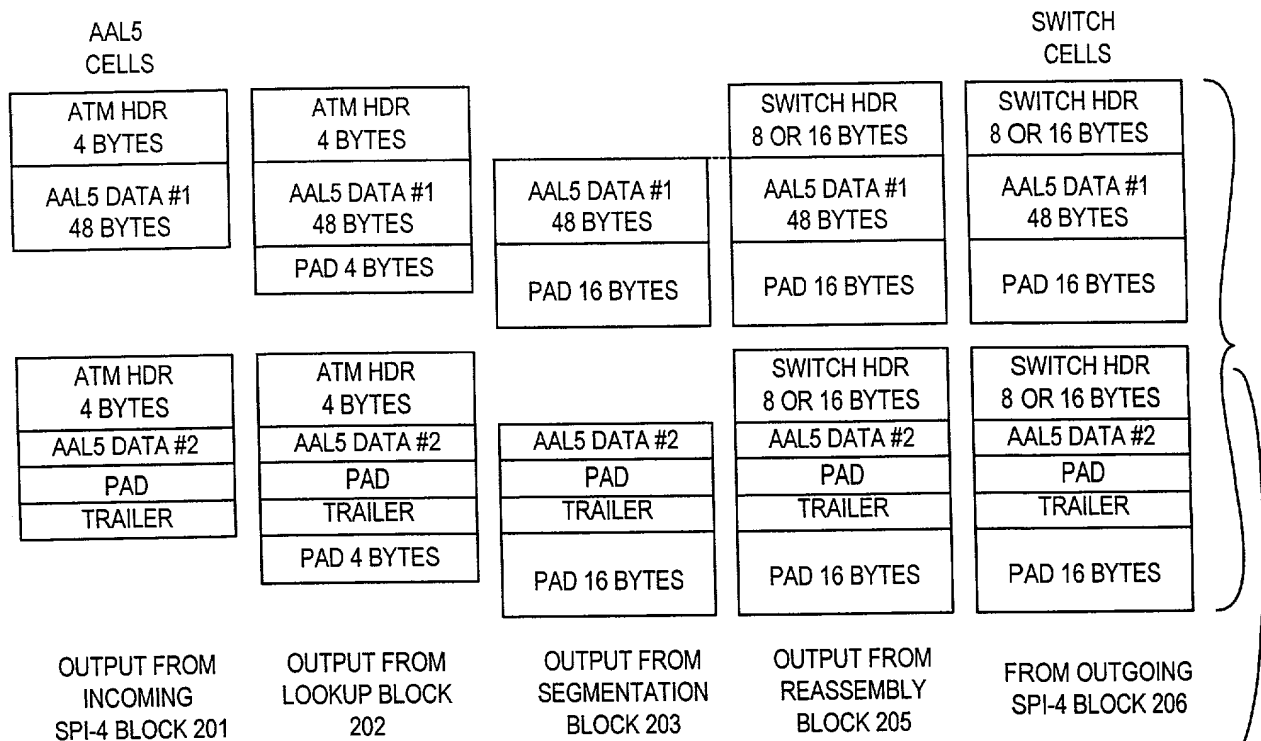 AAL5
CELLS
SWITCH
CELLS
ATM HDR
4 BYTES
AAL5 DATA #1
48 BYTES
ATM HDR
4 BYTES
AAL5 DATA #1
48 BYTES
PAD 4 BYTES
AAL5 DATA #1
48 BYTES
PAD 16 BYTES
SWITCH HDR
8 OR 16 BYTES
AAL5 DATA #1
48 BYTES
PAD 16 BYTES
SWITCH HDR
8 OR 16 BYTES
AAL5 DATA #1
48 BYTES
PAD 16 BYTES
ATM HDR
4 BYTES
AAL5 DATA #2
PAD
TRAILER
ATM HDR
4 BYTES
AAL5 DATA #2
PAD
TRAILER
PAD 4 BYTES
AAL5 DATA #2
PAD
TRAILER
PAD 16 BYTES
SWITCH HDR
8 OR 16 BYTES
AAL5 DATA #2
PAD
TRAILER
PAD 16 BYTES
SWITCH HDR
8 OR 16 BYTES
AAL5 DATA #2
PAD
TRAILER
PAD 16 BYTES
OUTPUT FROM
INCOMING
SPI-4 BLOCK 201
OUTPUT FROM
LOOKUP BLOCK
202
OUTPUT FROM
SEGMENTATION
BLOCK 203
OUTPUT FROM
REASSEMBLY
BLOCK 205
FROM OUTGOING
SPI-4 BLOCK 206